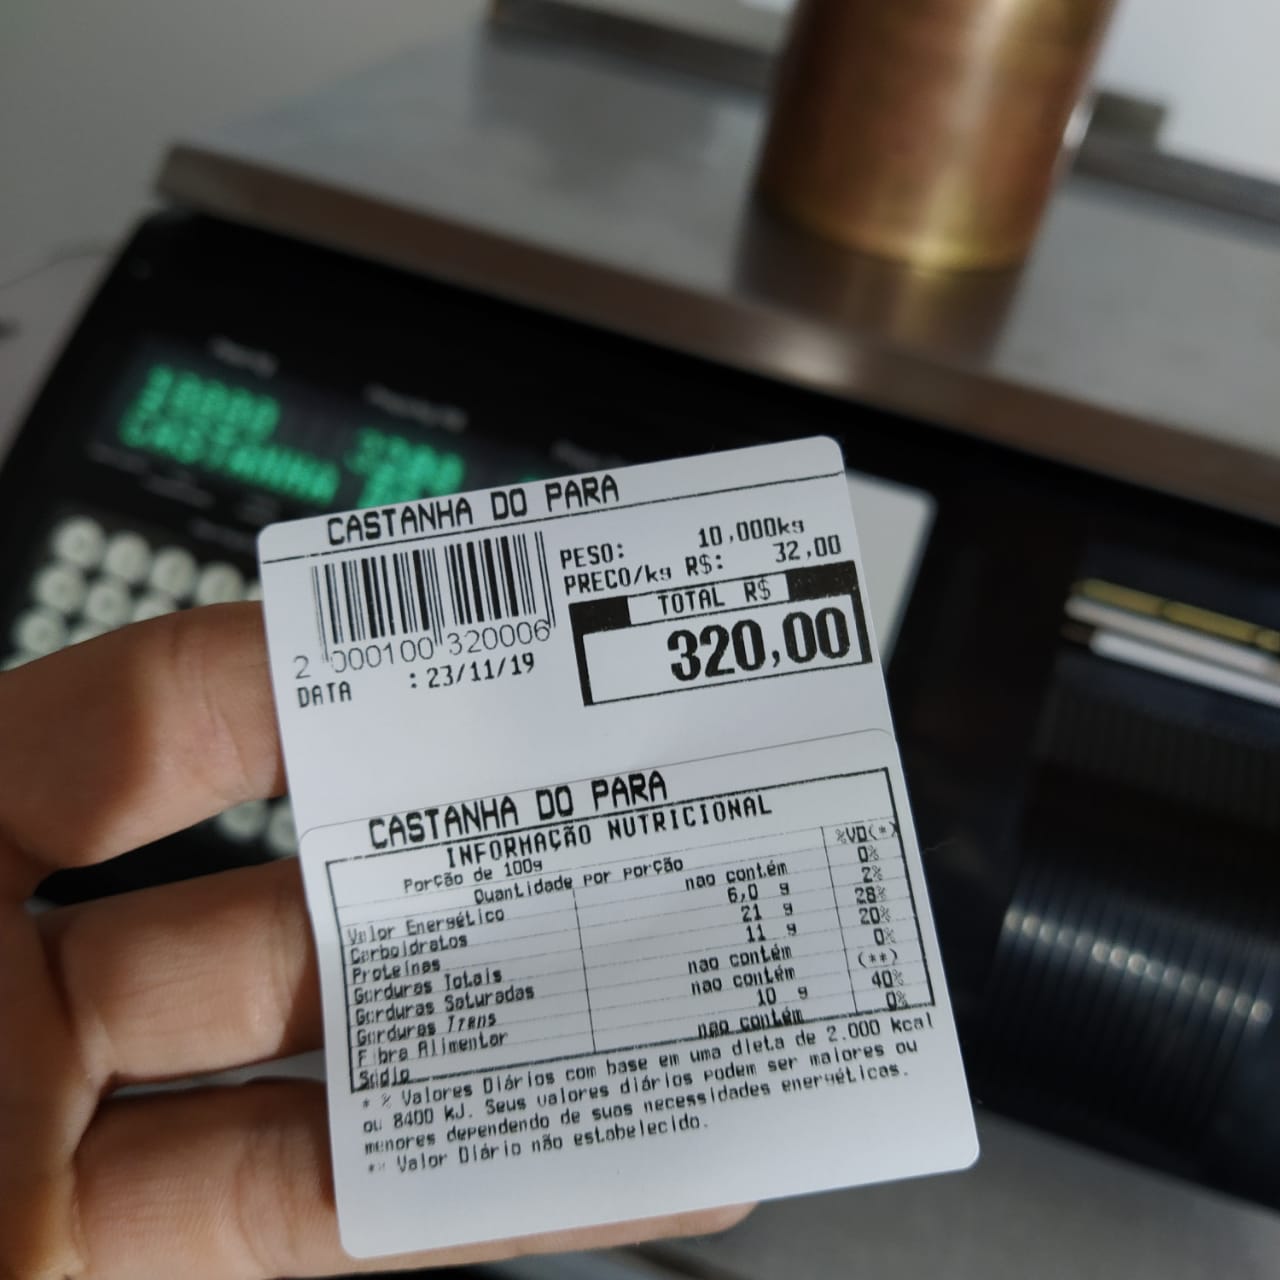 CASTANHA
CASTANHA DO PARA
PESO: 10,000kg
PRECO/kg R$: 32,00
TOTAL R$
320,00
2 000100 320006
DATA : 23/11/19
CASTANHA DO PARA
INFORMAÇÃO NUTRICIONAL
Porção de 100g
Quantidade por porção %VD(*)
Valor Energético nao contém 0%
Carboidratos 6,0 g 2%
Proteínas 21 g 28%
Gorduras Totais 11 g 20%
Gorduras Saturadas nao contém 0%
Gorduras Trans nao contém (**)
Fibra Alimentar 10 g 40%
Sódio nao contém 0%
* % Valores Diários com base em uma dieta de 2.000 kcal
ou 8400 kJ. Seus valores diários podem ser maiores ou
menores dependendo de suas necessidades energéticas.
** Valor Diário não estabelecido.